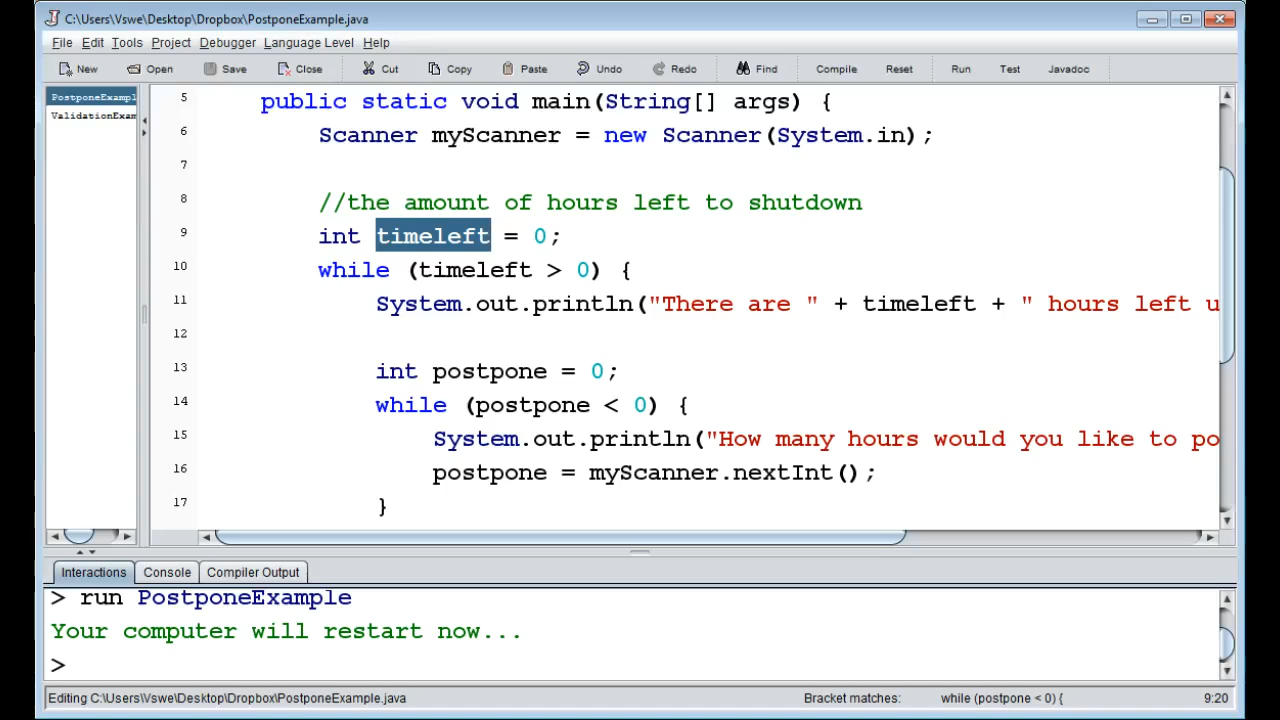 C:\Users\Vswe\Desktop\Dropbox\PostponeExample.java
File Edit Tools Project Debugger Language Level Help
New Open Save Close Cut Copy Paste Undo Redo Find Compile Reset Run Test Javadoc
PostponeExampl
ValidationExam
5 public static void main(String[] args) {
6 Scanner myScanner = new Scanner(System.in);
7
8 //the amount of hours left to shutdown
9 int timeleft = 0;
10 while (timeleft > 0) {
11 System.out.println("There are " + timeleft + " hours left u
12
13 int postpone = 0;
14 while (postpone < 0) {
15 System.out.println("How many hours would you like to po
16 postpone = myScanner.nextInt();
17 }
Interactions Console Compiler Output
> run PostponeExample
Your computer will restart now...
>
Editing C:\Users\Vswe\Desktop\Dropbox\PostponeExample.java Bracket matches: while (postpone < 0) { 9:20